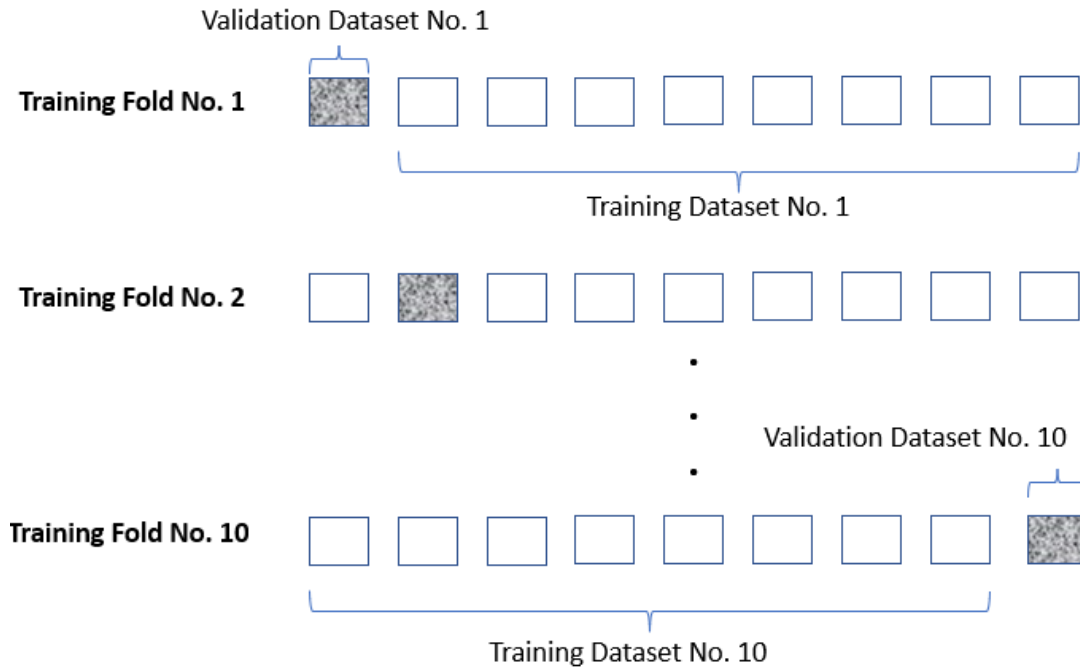 Validation Dataset No. 1
Training Fold No. 1
Training Dataset No. 1
Training Fold No. 2
Validation Dataset No. 10
Training Fold No. 10
Training Dataset No. 10